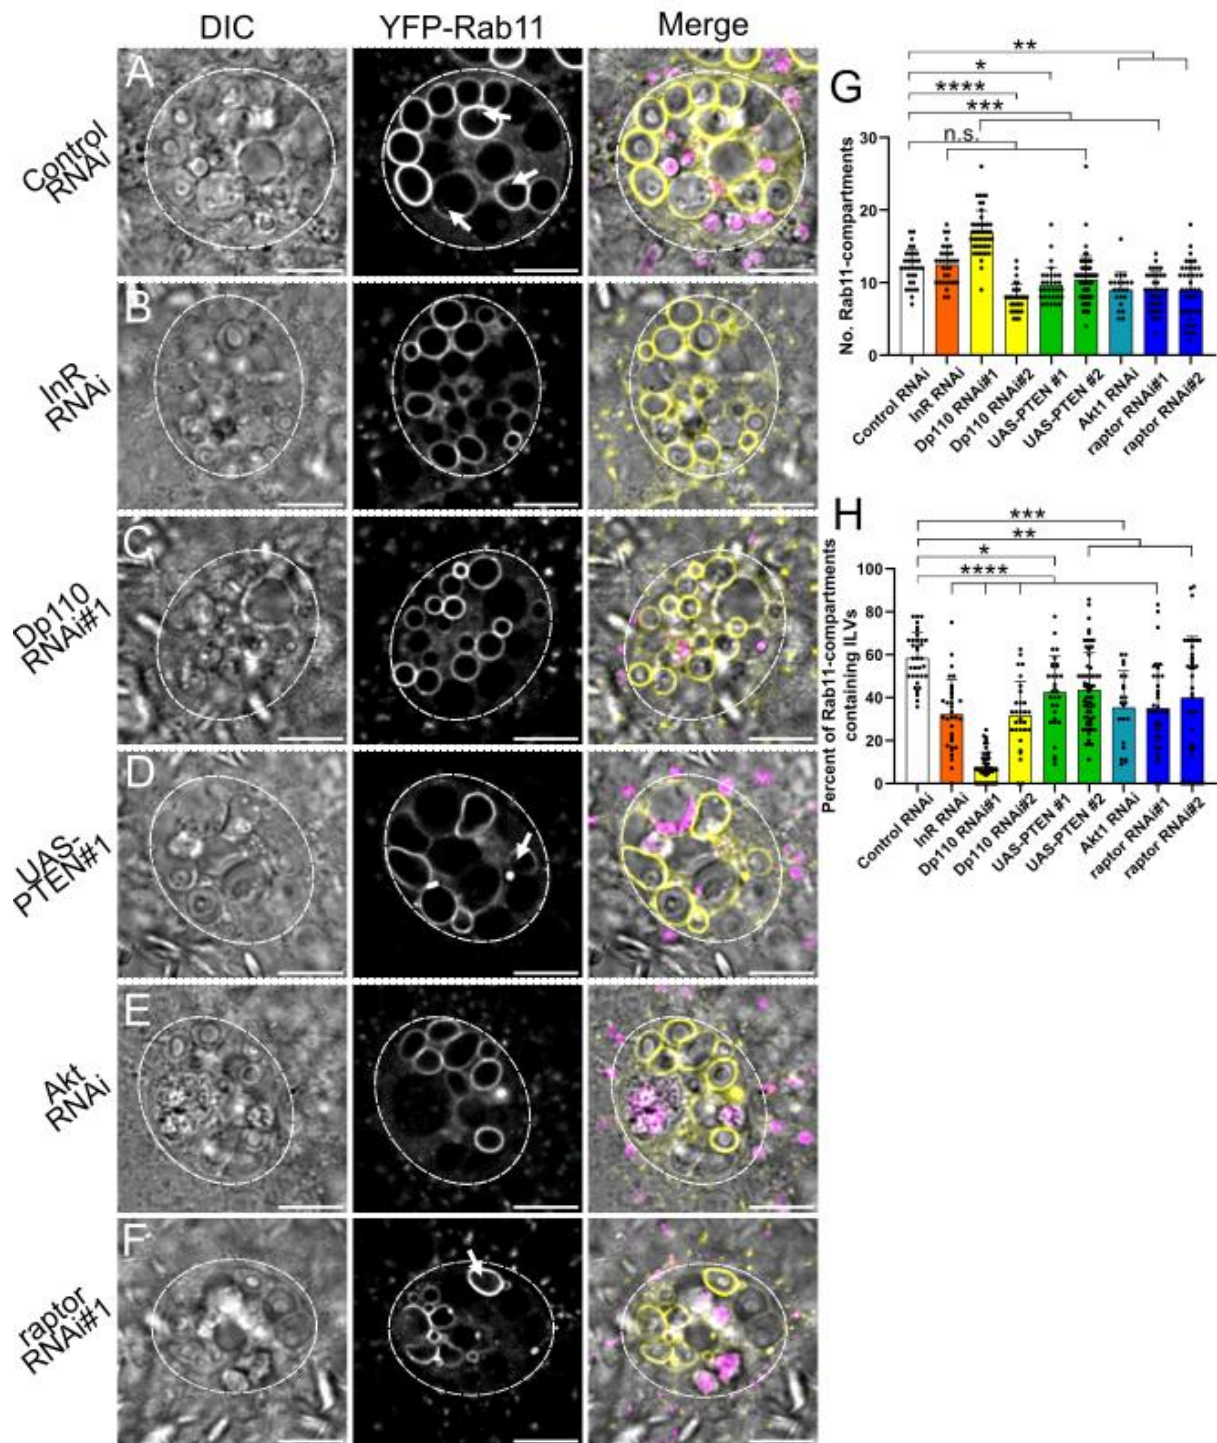 DIC
YFP-Rab11
Merge
A
Control
RNAi
B
InR
RNAi
C
Dp110
RNAi#1
D
UAS-
PTEN#1
E
Akt
RNAi
F
raptor
RNAi#1
G
**
*
****
***
n.s.
No. Rab11-compartments
30
20
10
0
Control RNAi
InR RNAi
Dp110 RNAi#1
Dp110 RNAi#2
UAS-PTEN #1
UAS-PTEN #2
Akt1 RNAi
raptor RNAi#1
raptor RNAi#2
H
***
**
*
****
Percent of Rab11-compartments
containing ILVs
100
80
60
40
20
0
Control RNAi
InR RNAi
Dp110 RNAi#1
Dp110 RNAi#2
UAS-PTEN #1
UAS-PTEN #2
Akt1 RNAi
raptor RNAi#1
raptor RNAi#2